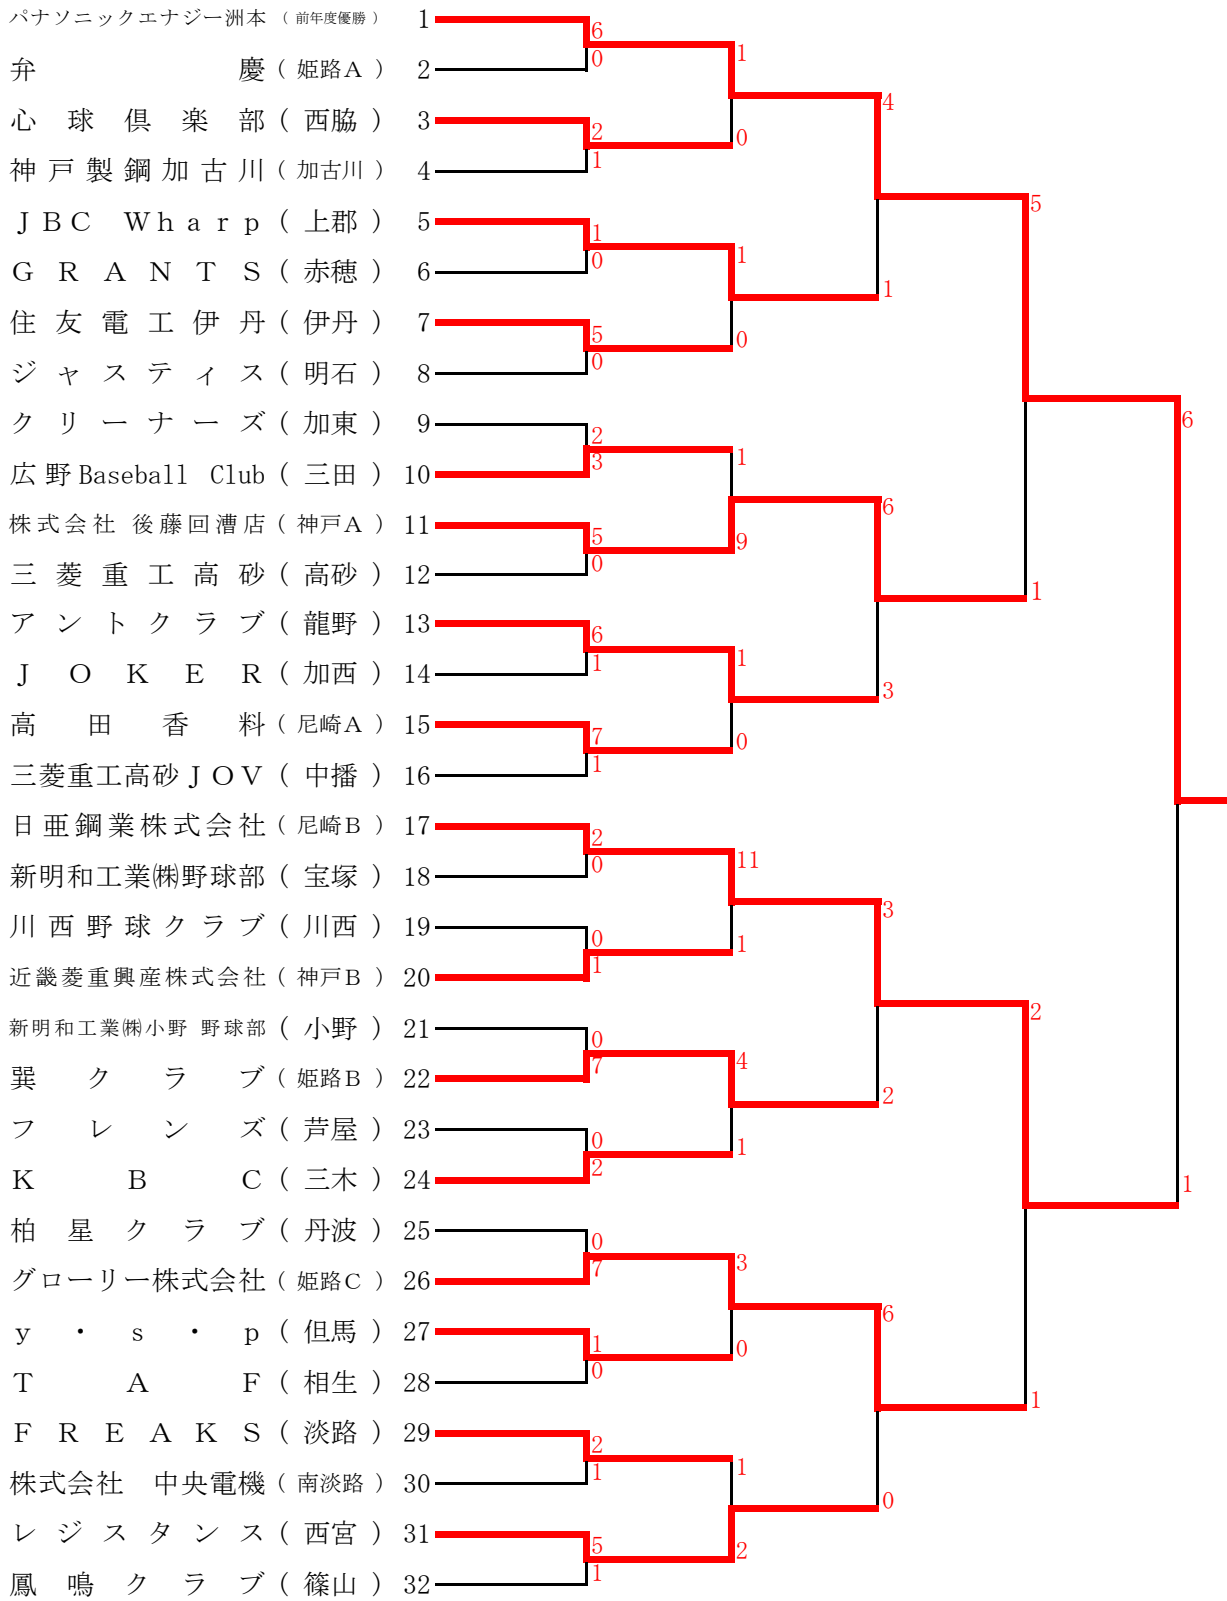 パナソニックエナジー洲本 ( 前年度優勝 ) 1
弁慶 ( 姫路A ) 2
心球倶楽部 ( 西脇 ) 3
神戸製鋼加古川 ( 加古川 ) 4
JBC Wharp ( 上郡 ) 5
GRANTS ( 赤穂 ) 6
住友電工伊丹 ( 伊丹 ) 7
ジャスティス ( 明石 ) 8
クリーナーズ ( 加東 ) 9
広野Baseball Club ( 三田 ) 10
株式会社 後藤回漕店 ( 神戸A ) 11
三菱重工高砂 ( 高砂 ) 12
アントクラブ ( 龍野 ) 13
JOKER ( 加西 ) 14
高田香料 ( 尼崎A ) 15
三菱重工高砂JOV ( 中播 ) 16
日亜鋼業株式会社 ( 尼崎B ) 17
新明和工業㈱野球部 ( 宝塚 ) 18
川西野球クラブ ( 川西 ) 19
近畿菱重興産株式会社 ( 神戸B ) 20
新明和工業㈱小野 野球部 ( 小野 ) 21
巽クラブ ( 姫路B ) 22
フレンズ ( 芦屋 ) 23
KBC ( 三木 ) 24
柏星クラブ ( 丹波 ) 25
グローリー株式会社 ( 姫路C ) 26
y・s・p ( 但馬 ) 27
TAF ( 相生 ) 28
FREAKS ( 淡路 ) 29
株式会社 中央電機 ( 南淡路 ) 30
レジスタンス ( 西宮 ) 31
鳳鳴クラブ ( 篠山 ) 32
6
0
2
1
1
0
5
0
2
3
5
0
6
1
7
1
2
0
0
1
0
7
0
2
0
7
1
0
2
1
5
1
1
0
1
0
1
9
1
0
11
1
4
1
3
0
1
2
4
1
6
3
3
2
6
0
5
1
2
1
6
1